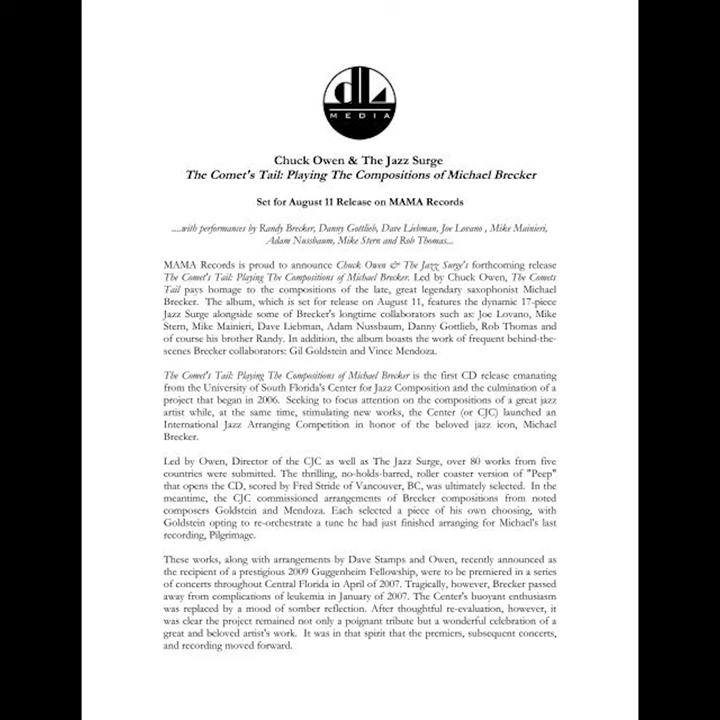 dL
MEDIA
Chuck Owen & The Jazz Surge
The Comet's Tail: Playing The Compositions of Michael Brecker
Set for August 11 Release on MAMA Records
....with performances by Randy Brecker, Danny Gottlieb, Dave Liebman, Joe Lovano , Mike Mainieri,
Adam Nussbaum, Mike Stern and Rob Thomas...
MAMA Records is proud to announce Chuck Owen & The Jazz Surge's forthcoming release
The Comet's Tail: Playing The Compositions of Michael Brecker. Led by Chuck Owen, The Comets
Tail pays homage to the compositions of the late, great legendary saxophonist Michael
Brecker. The album, which is set for release on August 11, features the dynamic 17-piece
Jazz Surge alongside some of Brecker's longtime collaborators such as: Joe Lovano, Mike
Stern, Mike Mainieri, Dave Liebman, Adam Nussbaum, Danny Gottlieb, Rob Thomas and
of course his brother Randy. In addition, the album boasts the work of frequent behind-the-
scenes Brecker collaborators: Gil Goldstein and Vince Mendoza.
The Comet's Tail: Playing The Compositions of Michael Brecker is the first CD release emanating
from the University of South Florida's Center for Jazz Composition and the culmination of a
project that began in 2006. Seeking to focus attention on the compositions of a great jazz
artist while, at the same time, stimulating new works, the Center (or CJC) launched an
International Jazz Arranging Competition in honor of the beloved jazz icon, Michael
Brecker.
Led by Owen, Director of the CJC as well as The Jazz Surge, over 80 works from five
countries were submitted. The thrilling, no-holds-barred, roller coaster version of "Peep"
that opens the CD, scored by Fred Stride of Vancouver, BC, was ultimately selected. In the
meantime, the CJC commissioned arrangements of Brecker compositions from noted
composers Goldstein and Mendoza. Each selected a piece of his own choosing, with
Goldstein opting to re-orchestrate a tune he had just finished arranging for Michael's last
recording, Pilgrimage.
These works, along with arrangements by Dave Stamps and Owen, recently announced as
the recipient of a prestigious 2009 Guggenheim Fellowship, were to be premiered in a series
of concerts throughout Central Florida in April of 2007. Tragically, however, Brecker passed
away from complications of leukemia in January of 2007. The Center's buoyant enthusiasm
was replaced by a mood of somber reflection. After thoughtful re-evaluation, however, it
was clear the project remained not only a poignant tribute but a wonderful celebration of a
great and beloved artist's work. It was in that spirit that the premiers, subsequent concerts,
and recording moved forward.